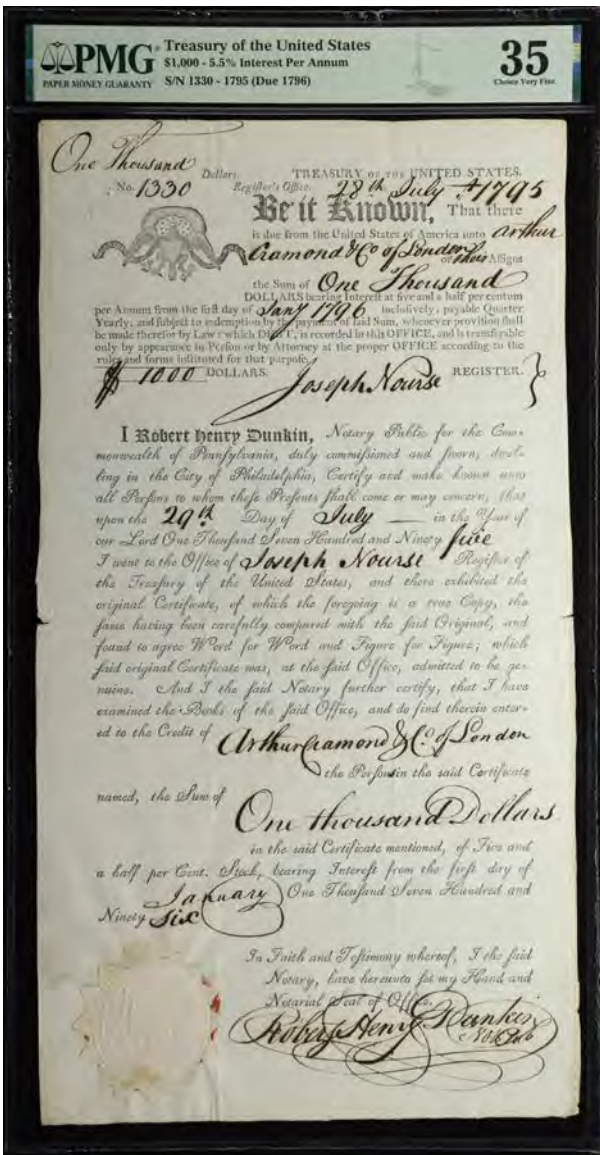 PMG
PAPER MONEY GUARANTY
Treasury of the United States
$1,000 - 5.5% Interest Per Annum
S/N 1330 - 1795 (Due 1796)
35
Choice Very Fine
One Thousand
Dollars. TREASURY OF THE UNITED STATES.
No. 1330 Register's Office. 28th July 1795
Be it Known, That there
is due from the United States of America unto Arthur
Cramond & Co of London or their Assigns
the Sum of One Thousand
DOLLARS bearing Interest at five and a half per centum
per Annum from the first day of Jany 1796 inclusively, payable Quarter
Yearly, and subject to redemption by the payment of said Sum, whenever provision shall
be made therefor by Law: which DEBT, is recorded in this OFFICE, and is transferable
only by appearance in Person or by Attorney at the proper OFFICE according to the
rules and forms instituted for that purpose.
$ 1000 DOLLARS. Joseph Nourse REGISTER.
I Robert Henry Dunkin, Notary Public for the Com-
monwealth of Pennsylvania, duly commissioned and sworn, dwel-
ling in the City of Philadelphia, Certify and make known unto
all Persons to whom these Presents shall come or may concern, that
upon the 29th Day of July in the Year of
our Lord One Thousand Seven Hundred and Ninety five
I went to the Office of Joseph Nourse Register of
the Treasury of the United States, and there exhibited the
original Certificate, of which the foregoing is a true Copy, the
same having been carefully compared with the said Original, and
found to agree Word for Word and Figure for Figure; which
said original Certificate was, at the said Office, admitted to be ge-
nuine. And I the said Notary further certify, that I have
examined the Books of the said Office, and do find therein enter-
ed to the Credit of Arthur Cramond & Co. of London
the Persons in the said Certificate
named, the Sum of
One thousand Dollars
in the said Certificate mentioned, of Five and
a half per Cent. Stock, bearing Interest from the first day of
January One Thousand Seven Hundred and
Ninety Six
In Faith and Testimony whereof, I the said
Notary, have hereunto set my Hand and
Notarial Seal of Office.
Robert Henry Dunkin
Not. Pub